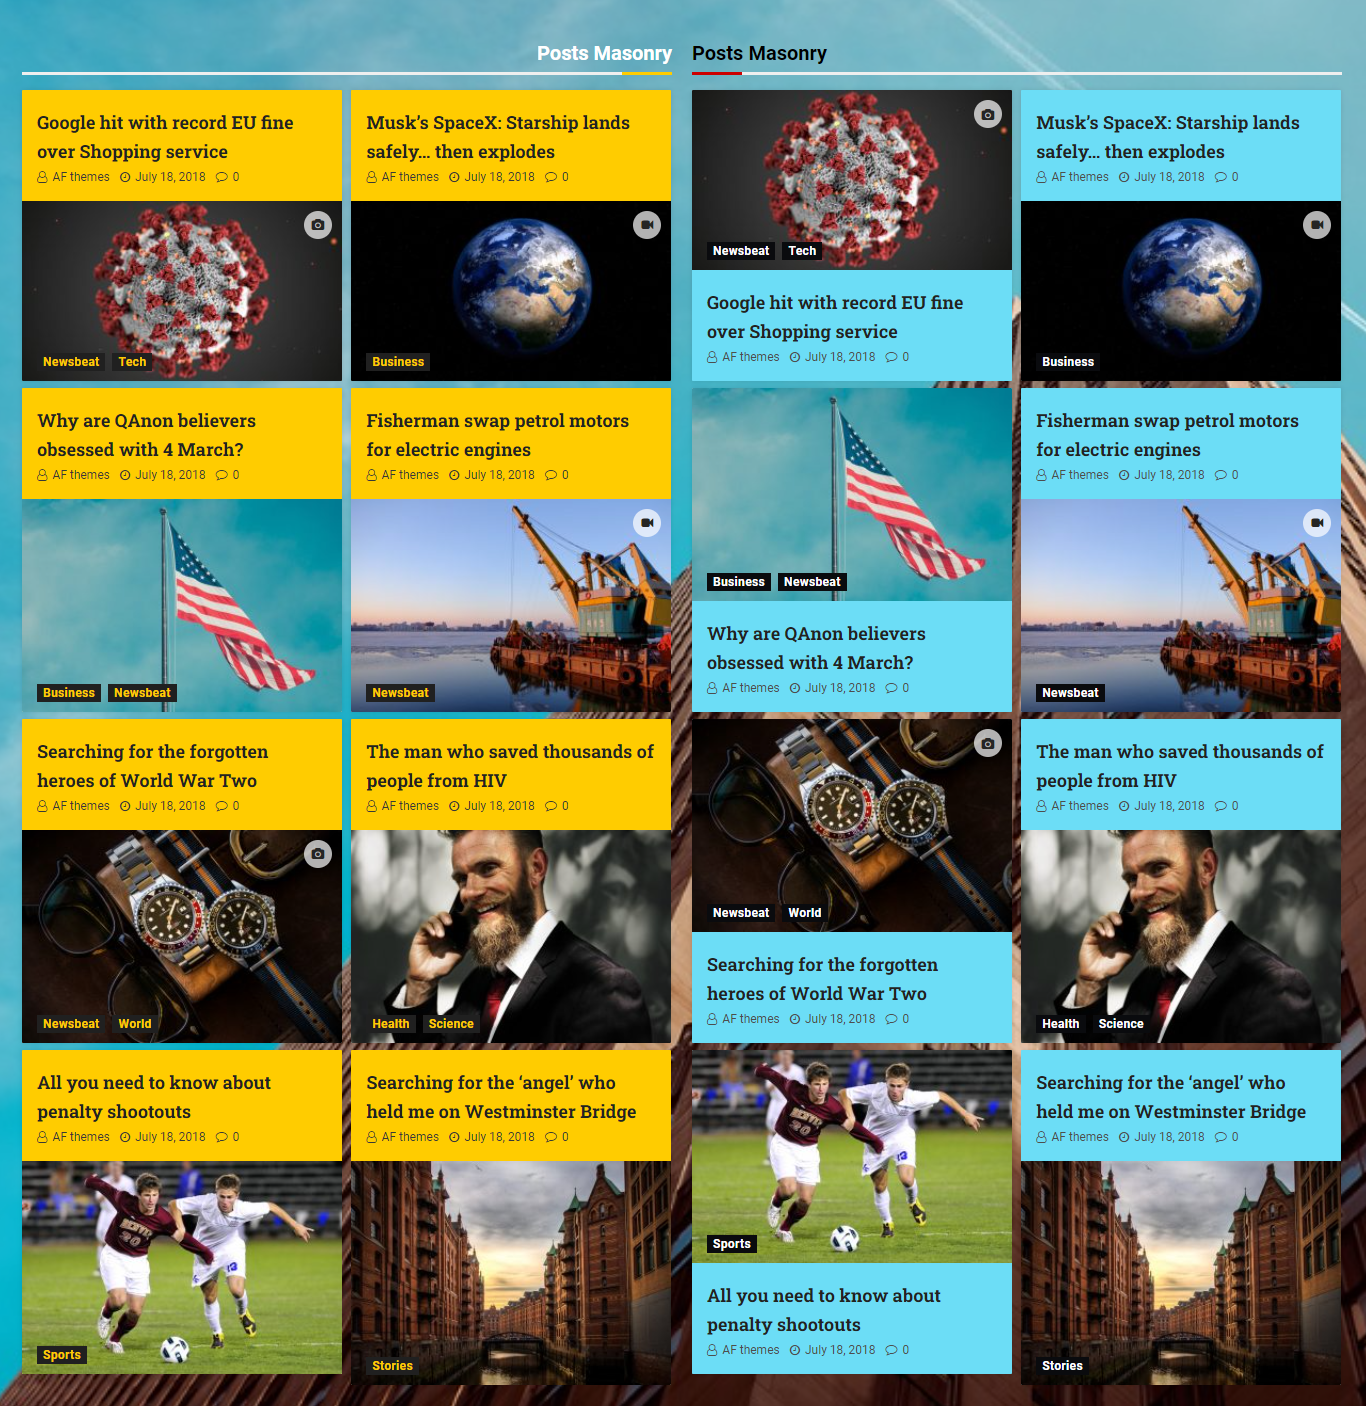 Posts Masonry
Google hit with record EU fine
over Shopping service
AF themes July 18, 2018 0
Newsbeat Tech
Musk's SpaceX: Starship lands
safely... then explodes
AF themes July 18, 2018 0
Business
Why are QAnon believers
obsessed with 4 March?
AF themes July 18, 2018 0
Business Newsbeat
Fisherman swap petrol motors
for electric engines
AF themes July 18, 2018 0
Newsbeat
Searching for the forgotten
heroes of World War Two
AF themes July 18, 2018 0
Newsbeat World
The man who saved thousands of
people from HIV
AF themes July 18, 2018 0
Health Science
All you need to know about
penalty shootouts
AF themes July 18, 2018 0
Sports
Searching for the ‘angel’ who
held me on Westminster Bridge
AF themes July 18, 2018 0
Stories
Posts Masonry
Newsbeat Tech
Google hit with record EU fine
over Shopping service
AF themes July 18, 2018 0
Musk's SpaceX: Starship lands
safely... then explodes
AF themes July 18, 2018 0
Business
Business Newsbeat
Why are QAnon believers
obsessed with 4 March?
AF themes July 18, 2018 0
Fisherman swap petrol motors
for electric engines
AF themes July 18, 2018 0
Newsbeat
Newsbeat World
Searching for the forgotten
heroes of World War Two
AF themes July 18, 2018 0
The man who saved thousands of
people from HIV
AF themes July 18, 2018 0
Health Science
Sports
All you need to know about
penalty shootouts
AF themes July 18, 2018 0
Searching for the ‘angel’ who
held me on Westminster Bridge
AF themes July 18, 2018 0
Stories